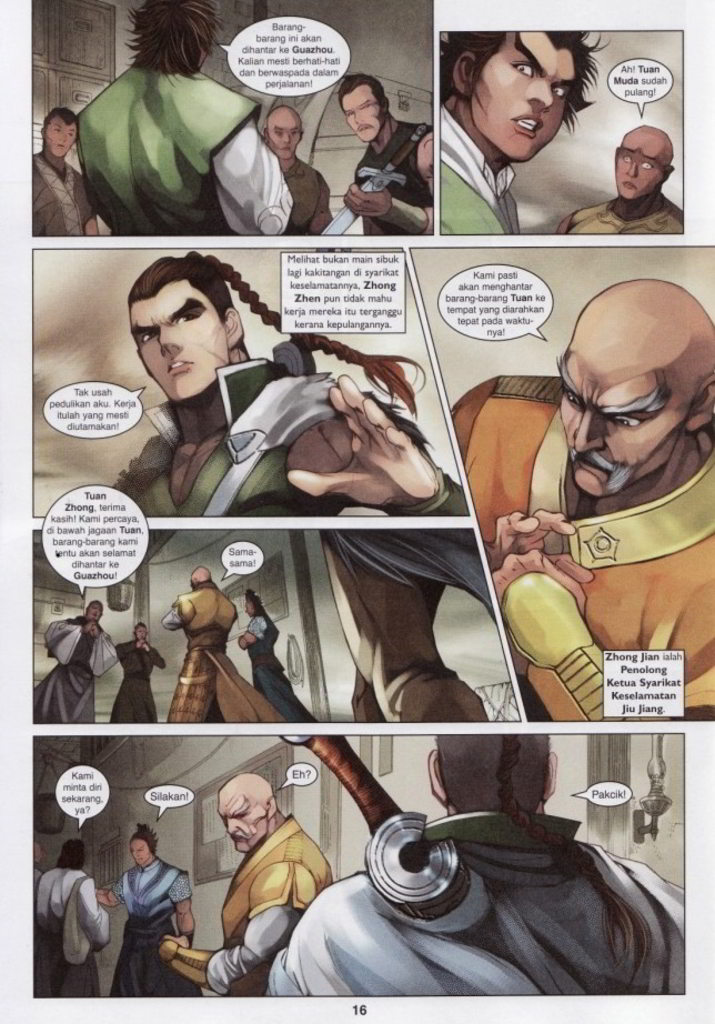 Barang-
barang ini akan
dihantar ke Guazhou.
Kalian mesti berhati-hati
dan berwaspada dalam
perjalanan!
Ah! Tuan
Muda sudah
pulang!
Melihat bukan main sibuk
lagi kakitangan di syarikat
keselamatannya, Zhong
Zhen pun tidak mahu
kerja mereka itu terganggu
kerana kepulangannya.
Tak usah
pedulikan aku. Kerja
itulah yang mesti
diutamakan!
Kami pasti
akan menghantar
barang-barang Tuan ke
tempat yang diarahkan
tepat pada waktu-
nya!
Tuan
Zhong, terima
kasih! Kami percaya,
di bawah jagaan Tuan,
barang-barang kami
tentu akan selamat
dihantar ke
Guazhou!
Sama-
sama!
Zhong Jian ialah
Penolong
Ketua Syarikat
Keselamatan
Jiu Jiang.
Kami
minta diri
sekarang,
ya?
Silakan!
Eh?
Pakcik!
16